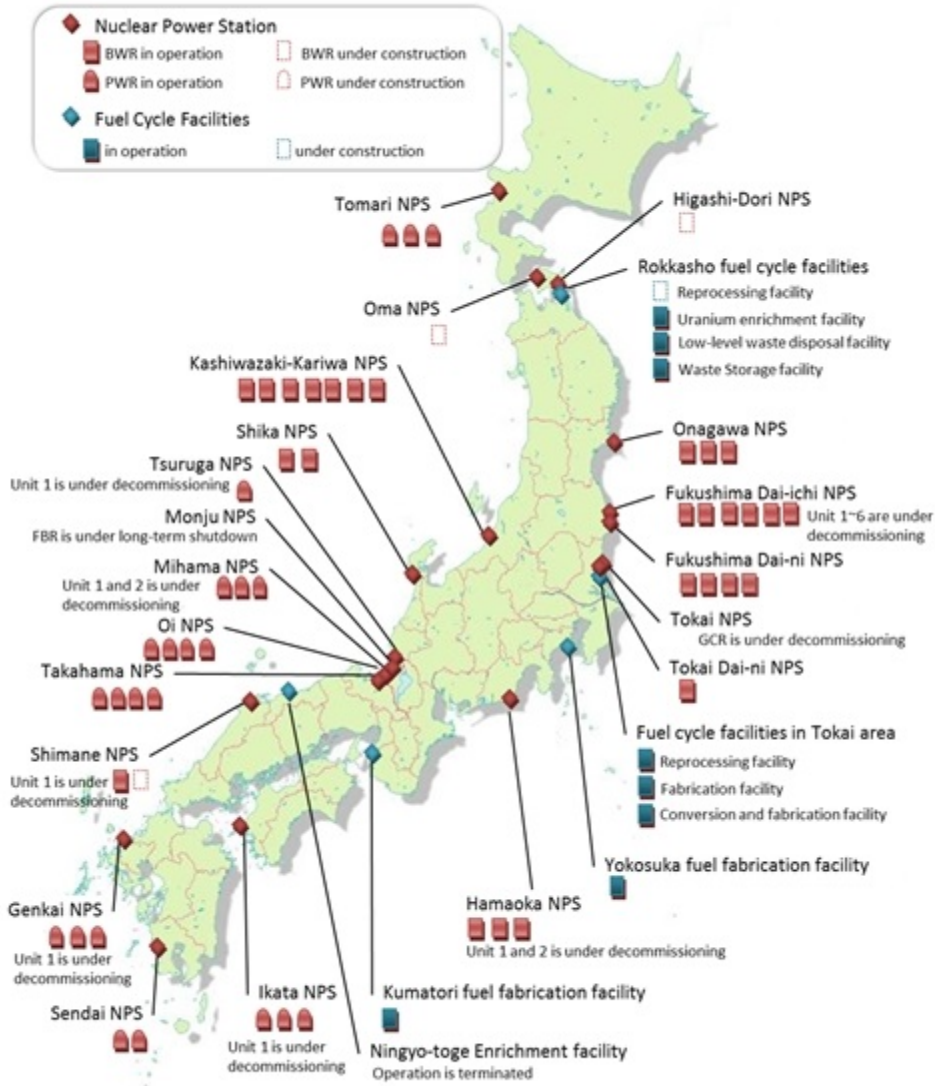 Nuclear Power Station
BWR in operation
BWR under construction
PWR in operation
PWR under construction
Fuel Cycle Facilities
in operation
under construction
Tomari NPS
Higashi-Dori NPS
Rokkasho fuel cycle facilities
Reprocessing facility
Uranium enrichment facility
Low-level waste disposal facility
Waste Storage facility
Oma NPS
Kashiwazaki-Kariwa NPS
Shika NPS
Onagawa NPS
Tsuruga NPS
Unit 1 is under decommissioning
Fukushima Dai-ichi NPS
Unit 1~6 are under
decommissioning
Monju NPS
FBR is under long-term shutdown
Fukushima Dai-ni NPS
Mihama NPS
Unit 1 and 2 is under
decommissioning
Tokai NPS
GCR is under decommissioning
Oi NPS
Takahama NPS
Tokai Dai-ni NPS
Shimane NPS
Unit 1 is under
decommissioning
Fuel cycle facilities in Tokai area
Reprocessing facility
Fabrication facility
Conversion and fabrication facility
Yokosuka fuel fabrication facility
Genkai NPS
Unit 1 is under
decommissioning
Hamaoka NPS
Unit 1 and 2 is under decommissioning
Sendai NPS
Ikata NPS
Unit 1 is under
decommissioning
Kumatori fuel fabrication facility
Ningyo-toge Enrichment facility
Operation is terminated